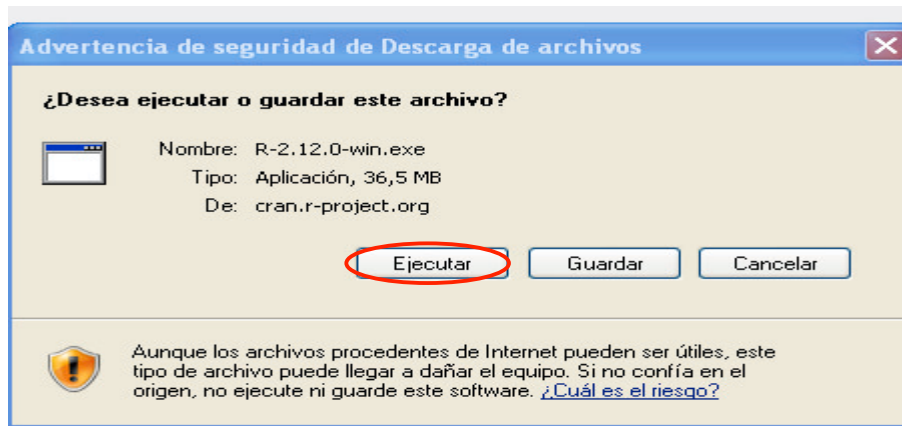 Advertencia de seguridad de Descarga de archivos
¿Desea ejecutar o guardar este archivo?
Nombre: R-2.12.0-win.exe
Tipo: Aplicación, 36,5 MB
De: cran.r-project.org
Ejecutar Guardar Cancelar
Aunque los archivos procedentes de Internet pueden ser útiles, este
tipo de archivo puede llegar a dañar el equipo. Si no confía en el
origen, no ejecute ni guarde este software. ¿Cuál es el riesgo?